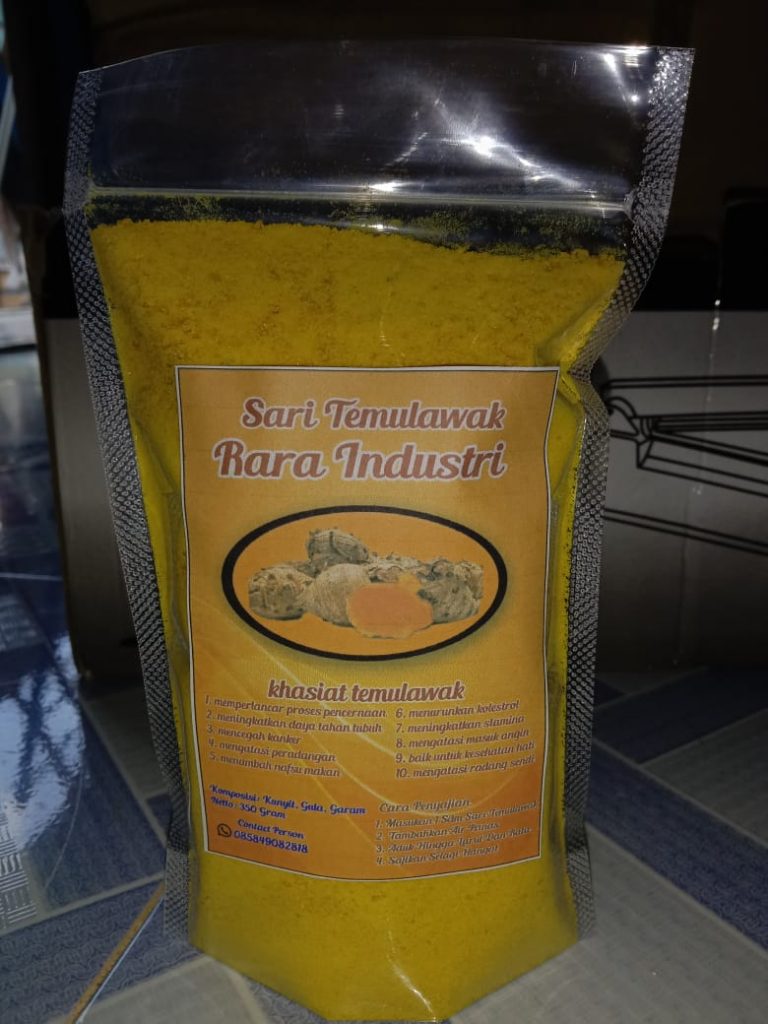 Sari Temulawak
Rara Industri
khasiat temulawak
1. memperlancar proses pencernaan
2. meningkatkan daya tahan tubuh
3. mencegah kanker
4. mengatasi peradangan
5. menambah nafsu makan
6. menurunkan kolestrol
7. meningkatkan stamina
8. mengatasi masuk angin
9. baik untuk kesehatan hati
10. mengatasi radang sendi
Komposisi : Kunyit, Gula, Garam
Netto : 350 Gram
Contact Person
085849082818
Cara Penyajian:
1. Masukan 1 Sdm Sari Temulawak
2. Tambahkan Air Panas
3. Aduk Hingga Larut Dan Rata
4. Sajikan Selagi Hangat